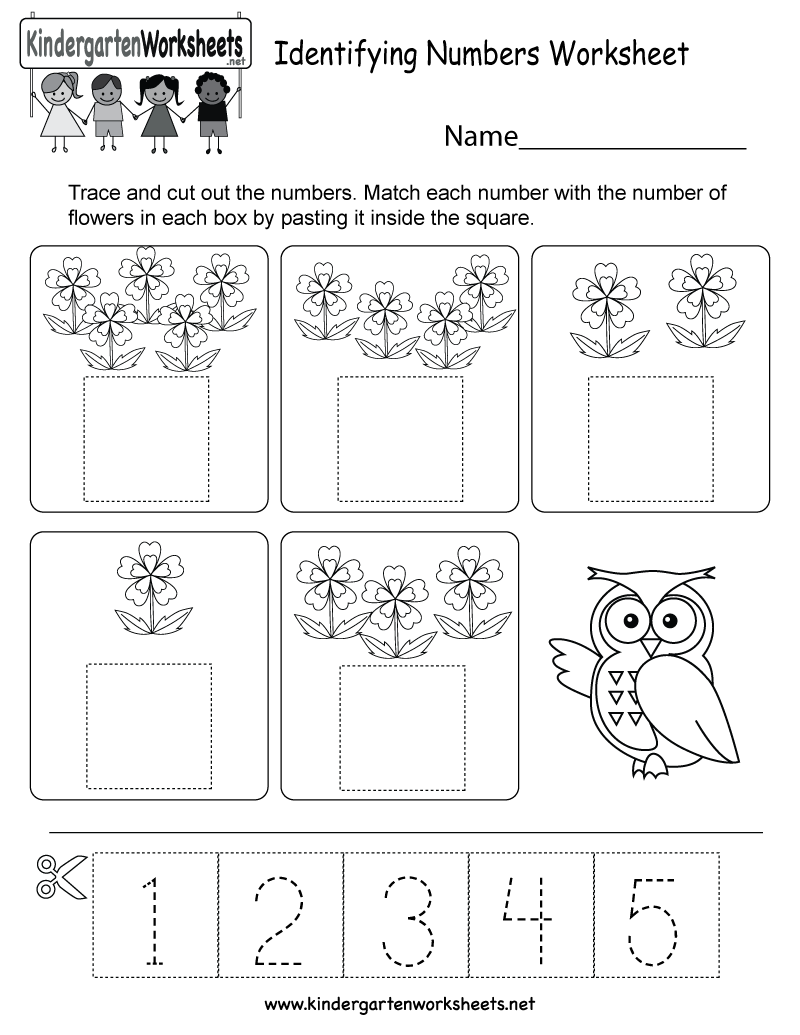 KindergartenWorksheets
.net
Identifying Numbers Worksheet
Name_____________________
Trace and cut out the numbers. Match each number with the number of
flowers in each box by pasting it inside the square.
1 2 3 4 5
www.kindergartenworksheets.net